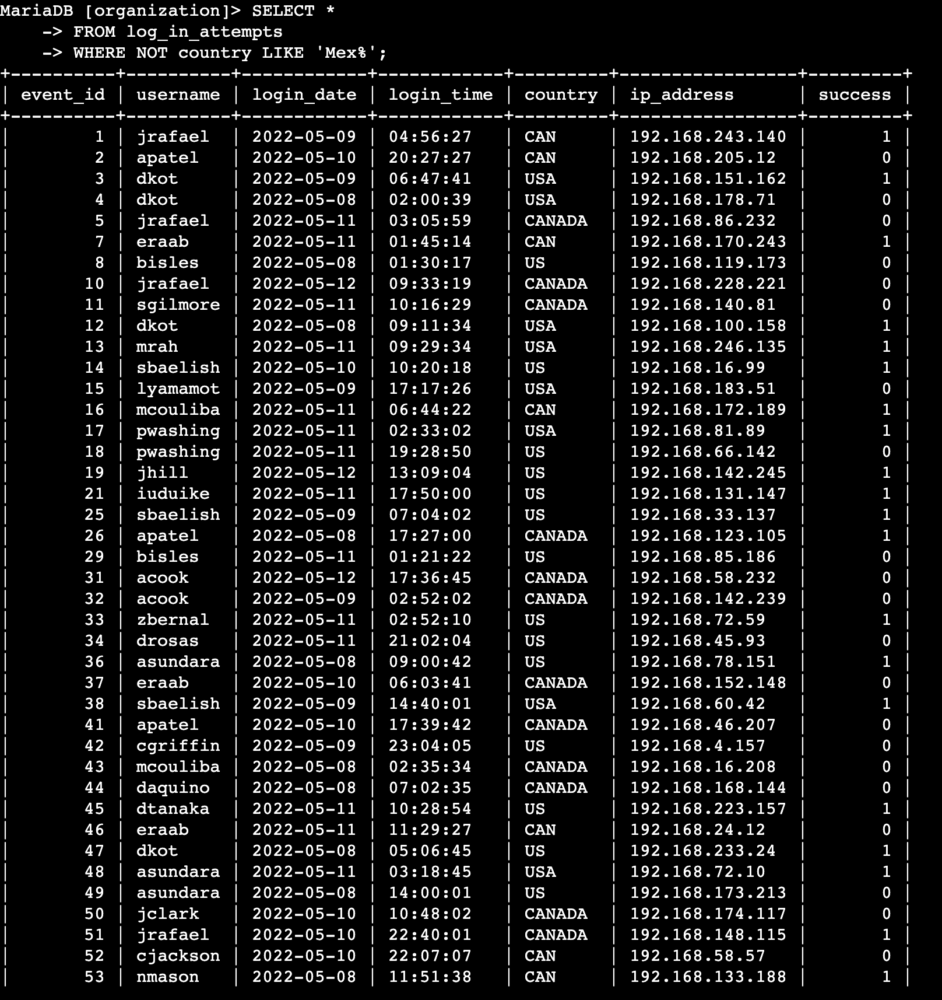 MariaDB [organization]> SELECT *
    -> FROM log_in_attempts
    -> WHERE NOT country LIKE 'Mex%';
+----------+----------+------------+------------+---------+-----------------+---------+
| event_id | username | login_date | login_time | country | ip_address      | success |
+----------+----------+------------+------------+---------+-----------------+---------+
|        1 | jrafael  | 2022-05-09 | 04:56:27   | CAN     | 192.168.243.140 |       1 |
|        2 | apatel   | 2022-05-10 | 20:27:27   | CAN     | 192.168.205.12  |       0 |
|        3 | dkot     | 2022-05-09 | 06:47:41   | USA     | 192.168.151.162 |       1 |
|        4 | dkot     | 2022-05-08 | 02:00:39   | USA     | 192.168.178.71  |       0 |
|        5 | jrafael  | 2022-05-11 | 03:05:59   | CANADA  | 192.168.86.232  |       0 |
|        7 | eraab    | 2022-05-11 | 01:45:14   | CAN     | 192.168.170.243 |       1 |
|        8 | bisles   | 2022-05-08 | 01:30:17   | US      | 192.168.119.173 |       0 |
|       10 | jrafael  | 2022-05-12 | 09:33:19   | CANADA  | 192.168.228.221 |       0 |
|       11 | sgilmore | 2022-05-11 | 10:16:29   | CANADA  | 192.168.140.81  |       0 |
|       12 | dkot     | 2022-05-08 | 09:11:34   | USA     | 192.168.100.158 |       1 |
|       13 | mrah     | 2022-05-11 | 09:29:34   | USA     | 192.168.246.135 |       1 |
|       14 | sbaelish | 2022-05-10 | 10:20:18   | US      | 192.168.16.99   |       1 |
|       15 | lyamamot | 2022-05-09 | 17:17:26   | USA     | 192.168.183.51  |       0 |
|       16 | mcouliba | 2022-05-11 | 06:44:22   | CAN     | 192.168.172.189 |       1 |
|       17 | pwashing | 2022-05-11 | 02:33:02   | USA     | 192.168.81.89   |       1 |
|       18 | pwashing | 2022-05-11 | 19:28:50   | US      | 192.168.66.142  |       0 |
|       19 | jhill    | 2022-05-12 | 13:09:04   | US      | 192.168.142.245 |       1 |
|       21 | iuduike  | 2022-05-11 | 17:50:00   | US      | 192.168.131.147 |       1 |
|       25 | sbaelish | 2022-05-09 | 07:04:02   | US      | 192.168.33.137  |       1 |
|       26 | apatel   | 2022-05-08 | 17:27:00   | CANADA  | 192.168.123.105 |       1 |
|       29 | bisles   | 2022-05-11 | 01:21:22   | US      | 192.168.85.186  |       0 |
|       31 | acook    | 2022-05-12 | 17:36:45   | CANADA  | 192.168.58.232  |       0 |
|       32 | acook    | 2022-05-09 | 02:52:02   | CANADA  | 192.168.142.239 |       0 |
|       33 | zbernal  | 2022-05-11 | 02:52:10   | US      | 192.168.72.59   |       1 |
|       34 | drosas   | 2022-05-11 | 21:02:04   | US      | 192.168.45.93   |       0 |
|       36 | asundara | 2022-05-08 | 09:00:42   | US      | 192.168.78.151  |       1 |
|       37 | eraab    | 2022-05-10 | 06:03:41   | CANADA  | 192.168.152.148 |       0 |
|       38 | sbaelish | 2022-05-09 | 14:40:01   | USA     | 192.168.60.42   |       1 |
|       41 | apatel   | 2022-05-10 | 17:39:42   | CANADA  | 192.168.46.207  |       0 |
|       42 | cgriffin | 2022-05-09 | 23:04:05   | US      | 192.168.4.157   |       0 |
|       43 | mcouliba | 2022-05-08 | 02:35:34   | CANADA  | 192.168.16.208  |       0 |
|       44 | daquino  | 2022-05-08 | 07:02:35   | CANADA  | 192.168.168.144 |       0 |
|       45 | dtanaka  | 2022-05-11 | 10:28:54   | US      | 192.168.223.157 |       1 |
|       46 | eraab    | 2022-05-11 | 11:29:27   | CAN     | 192.168.24.12   |       0 |
|       47 | dkot     | 2022-05-08 | 05:06:45   | US      | 192.168.233.24  |       1 |
|       48 | asundara | 2022-05-11 | 03:18:45   | USA     | 192.168.72.10   |       1 |
|       49 | asundara | 2022-05-08 | 14:00:01   | US      | 192.168.173.213 |       0 |
|       50 | jclark   | 2022-05-10 | 10:48:02   | CANADA  | 192.168.174.117 |       0 |
|       51 | jrafael  | 2022-05-10 | 22:40:01   | CANADA  | 192.168.148.115 |       1 |
|       52 | cjackson | 2022-05-10 | 22:07:07   | CAN     | 192.168.58.57   |       0 |
|       53 | nmason   | 2022-05-08 | 11:51:38   | CAN     | 192.168.133.188 |       1 |